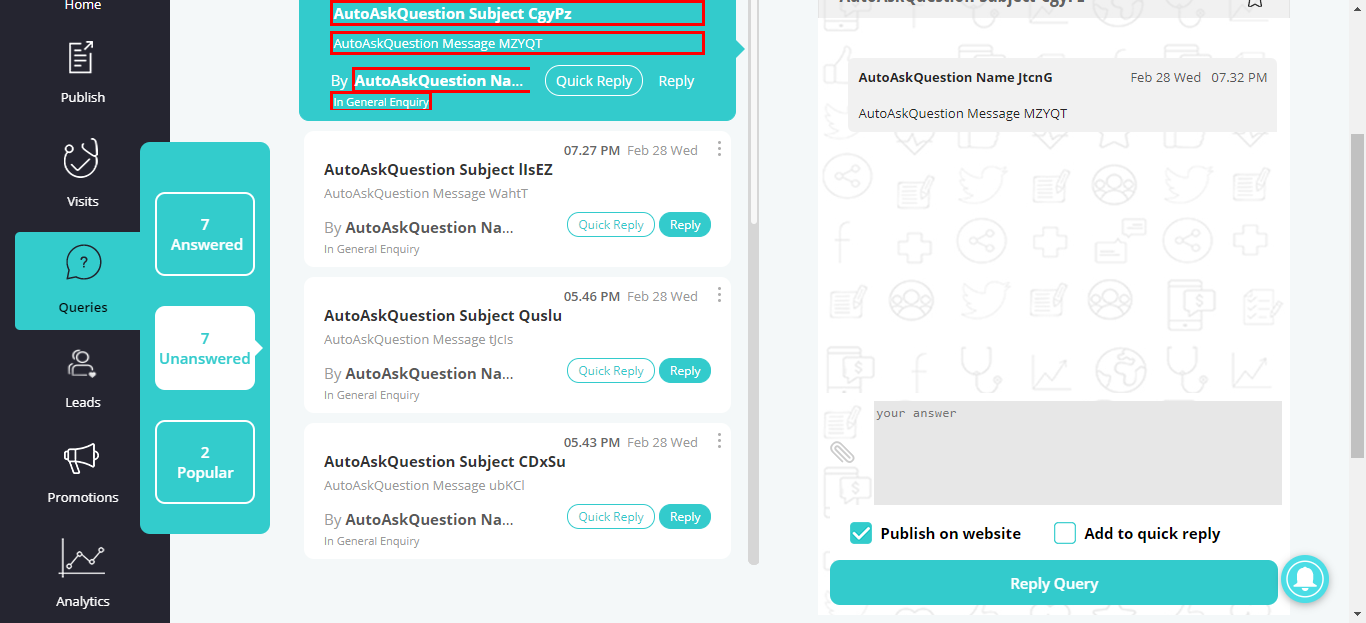 Home
Publish
Visits
?
Queries
Leads
Promotions
Analytics
7
Answered
7
Unanswered
2
Popular
AutoAskQuestion Subject CgyPz
AutoAskQuestion Message MZYQT
By AutoAskQuestion Na... Quick Reply Reply
In General Enquiry
07.27 PM Feb 28 Wed
AutoAskQuestion Subject lIsEZ
AutoAskQuestion Message WahtT
By AutoAskQuestion Na... Quick Reply Reply
In General Enquiry
05.46 PM Feb 28 Wed
AutoAskQuestion Subject Quslu
AutoAskQuestion Message tJcIs
By AutoAskQuestion Na... Quick Reply Reply
In General Enquiry
05.43 PM Feb 28 Wed
AutoAskQuestion Subject CDxSu
AutoAskQuestion Message ubKCl
By AutoAskQuestion Na... Quick Reply Reply
In General Enquiry
AutoAskQuestion Subject CgyPz
AutoAskQuestion Name JtcnG Feb 28 Wed 07.32 PM
AutoAskQuestion Message MZYQT
your answer
Publish on website Add to quick reply
Reply Query